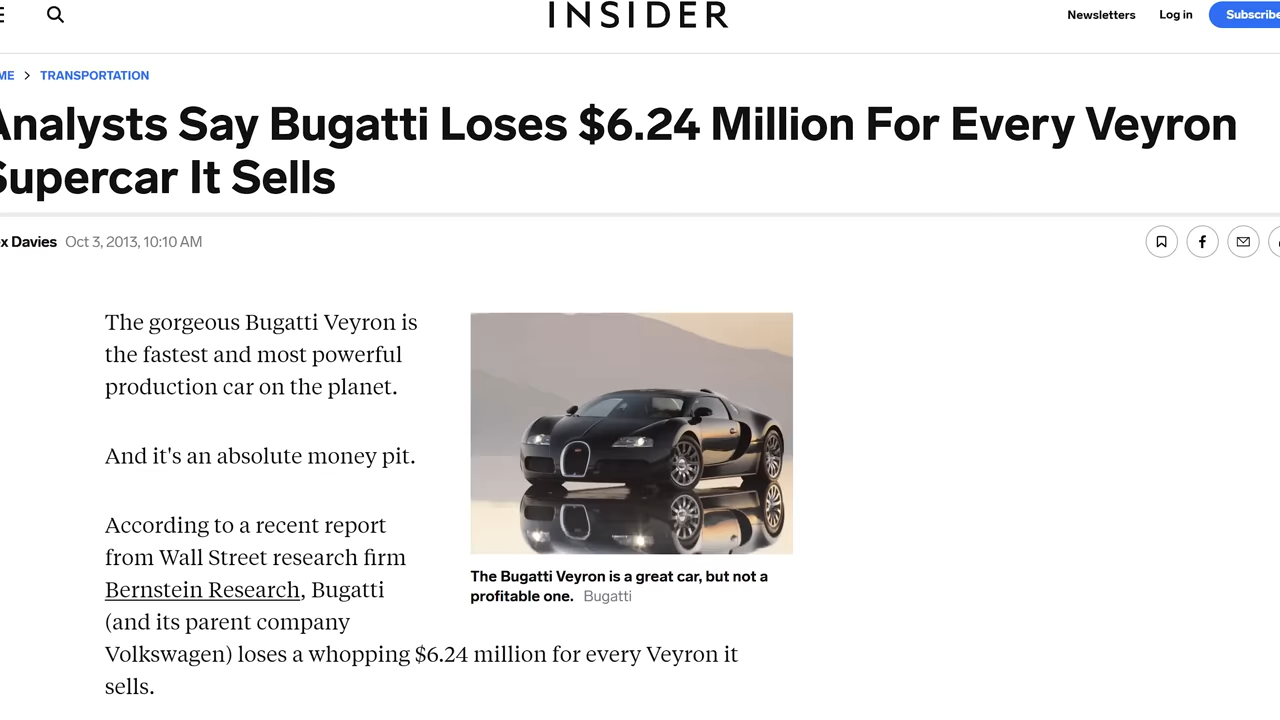 INSIDER
Newsletters Log in Subscribe
ME > TRANSPORTATION
Analysts Say Bugatti Loses $6.24 Million For Every Veyron
Supercar It Sells
x Davies Oct 3, 2013, 10:10 AM
The gorgeous Bugatti Veyron is
the fastest and most powerful
production car on the planet.
And it's an absolute money pit.
According to a recent report
from Wall Street research firm
Bernstein Research, Bugatti
(and its parent company
Volkswagen) loses a whopping $6.24 million for every Veyron it
sells.
The Bugatti Veyron is a great car, but not a
profitable one. Bugatti